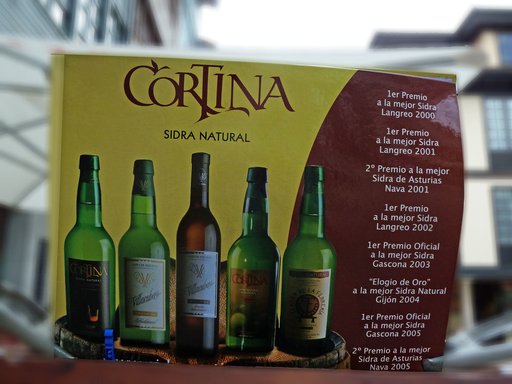 CORTINA
SIDRA NATURAL
1er Premio
a la mejor Sidra
Langreo 2000
1er Premio
a la mejor Sidra
Langreo 2001
2º Premio a la mejor
Sidra de Asturias
Nava 2001
1er Premio
a la mejor Sidra
Langreo 2002
1er Premio Oficial
a la mejor Sidra
Gascona 2003
"Elogio de Oro"
a la mejor Sidra Natural
Gijón 2004
1er Premio Oficial
a la mejor Sidra
Gascona 2005
2º Premio a la mejor
Sidra de Asturias
Nava 2005
CORTINA